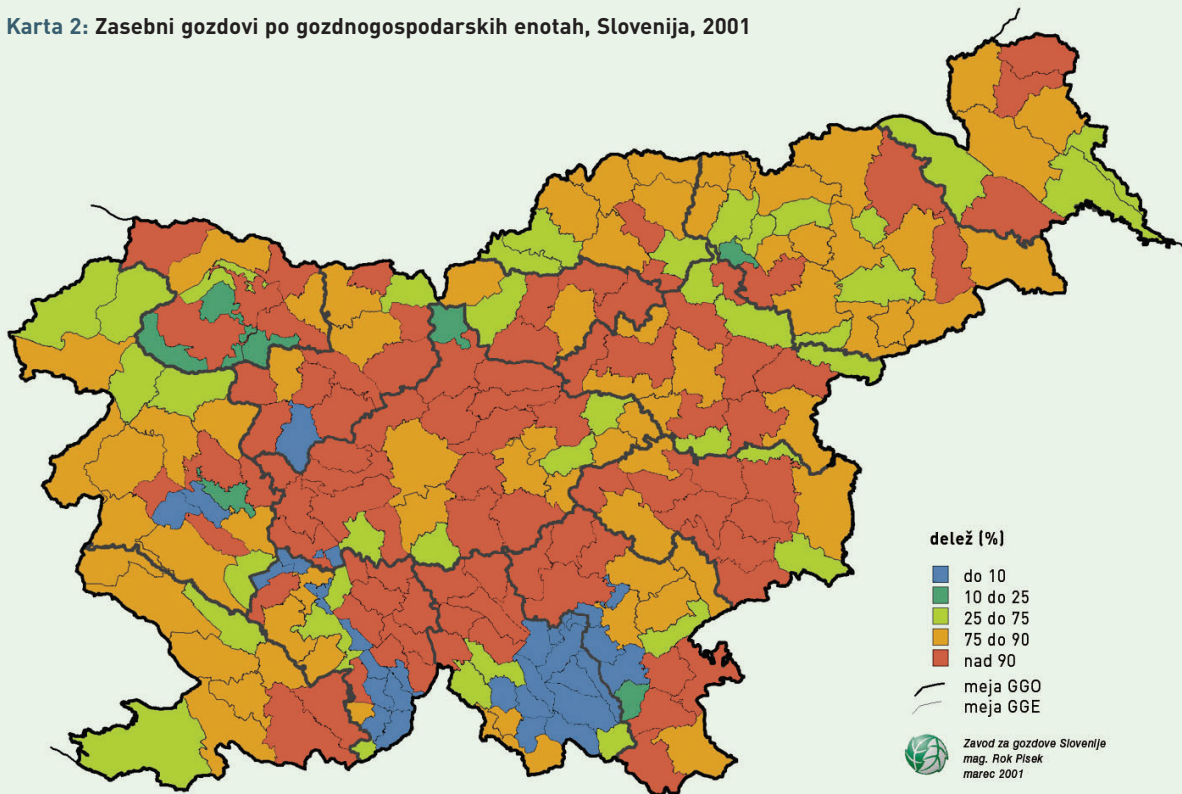 Karta 2: Zasebni gozdovi po gozdnogospodarskih enotah, Slovenija, 2001
delež (%)
do 10
10 do 25
25 do 75
75 do 90
nad 90
meja GGO
meja GGE
Zavod za gozdove Slovenije
mag. Rok Pisek
marec 2001